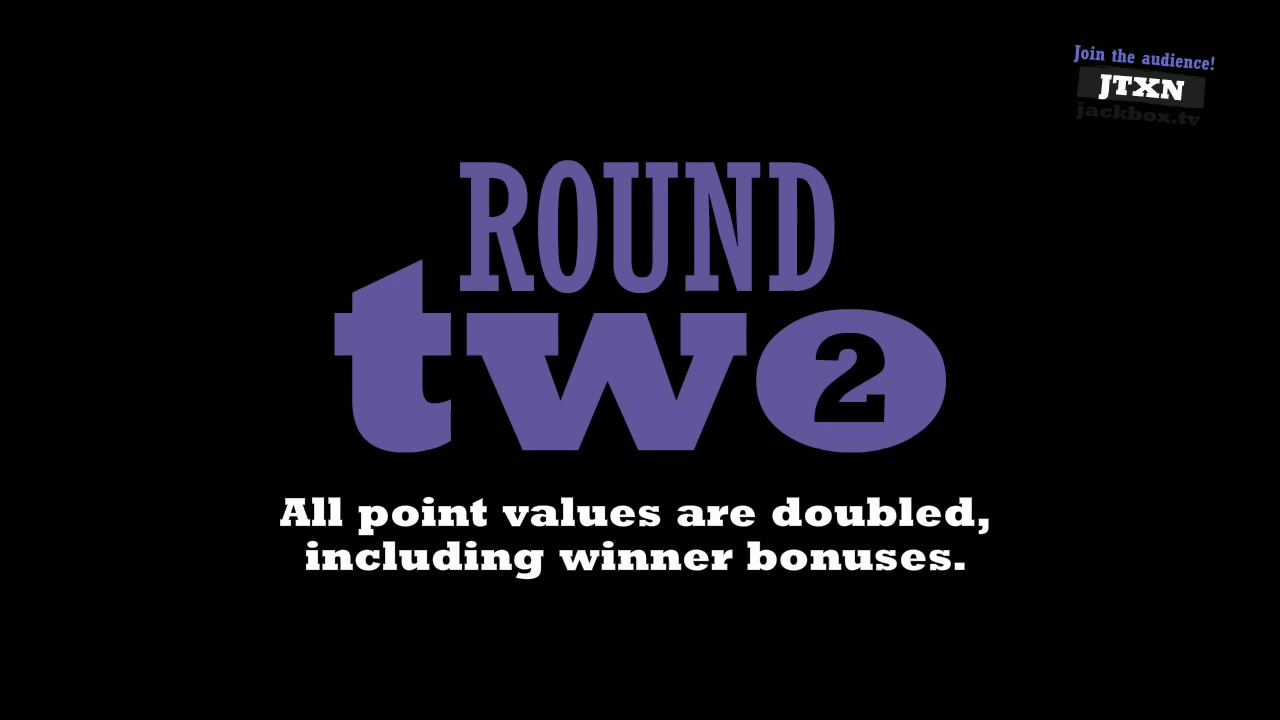 Join the audience!
JTXN
jackbox.tv
ROUND
two
2
All point values are doubled,
including winner bonuses.